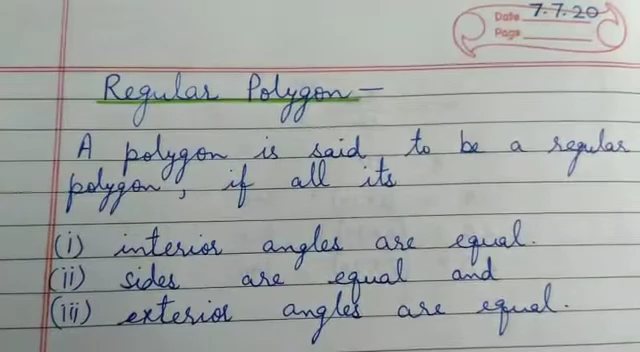 Date 7.7.20
Page
Regular Polygon —
A polygon is said to be a regular
polygon, if all its
(i) interior angles are equal.
(ii) sides are equal and
(iii) exterior angles are equal.